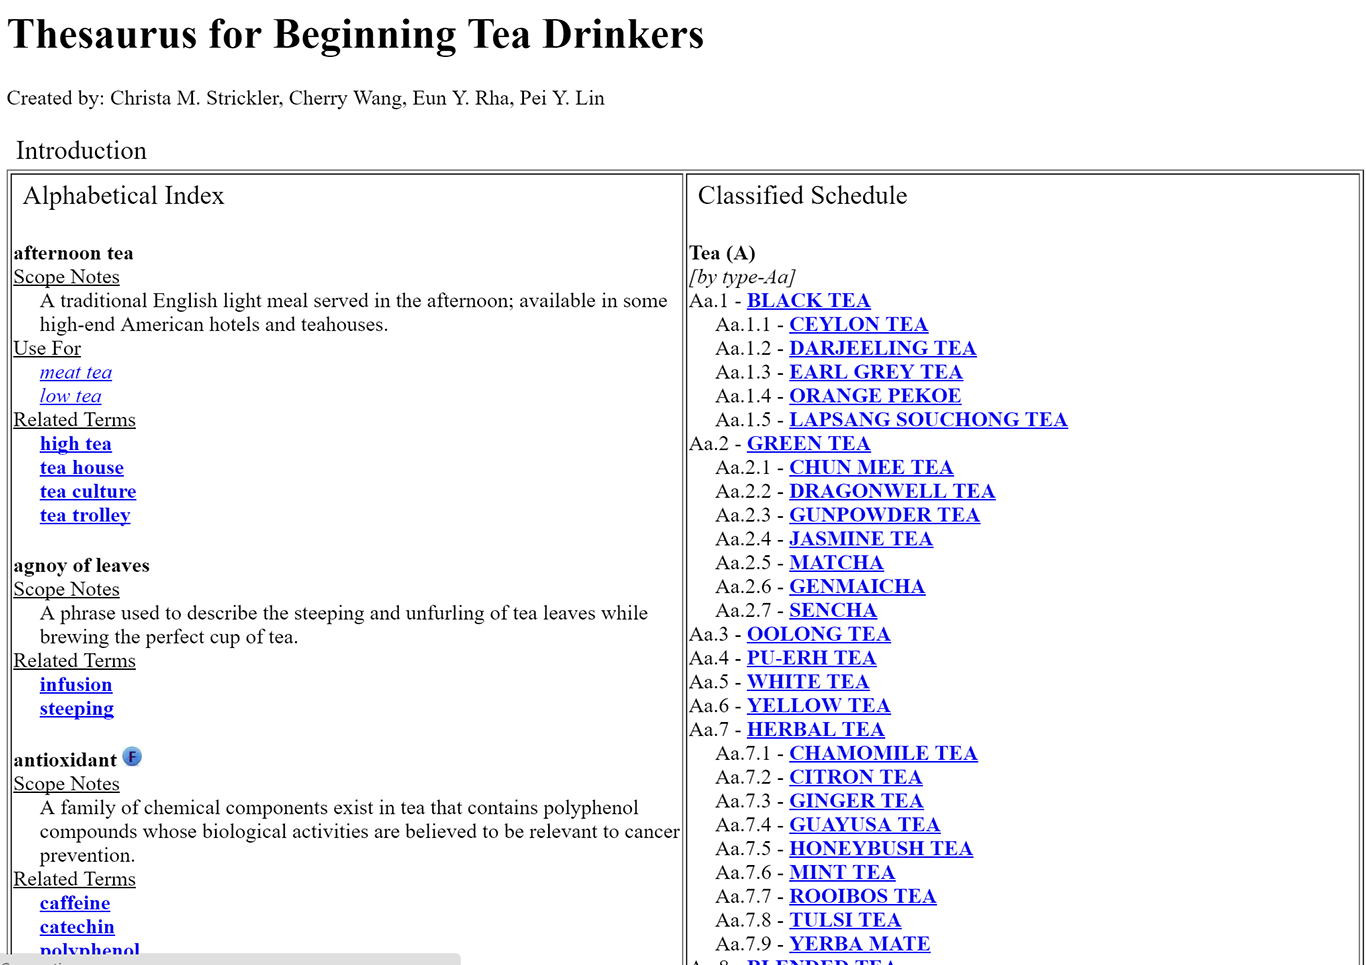 Thesaurus for Beginning Tea Drinkers
Created by: Christa M. Strickler, Cherry Wang, Eun Y. Rha, Pei Y. Lin
Introduction
Alphabetical Index
afternoon tea
Scope Notes
A traditional English light meal served in the afternoon; available in some
high-end American hotels and teahouses.
Use For
meat tea
low tea
Related Terms
high tea
tea house
tea culture
tea trolley
agnoy of leaves
Scope Notes
A phrase used to describe the steeping and unfurling of tea leaves while
brewing the perfect cup of tea.
Related Terms
infusion
steeping
antioxidant F
Scope Notes
A family of chemical components exist in tea that contains polyphenol
compounds whose biological activities are believed to be relevant to cancer
prevention.
Related Terms
caffeine
catechin
polyphenol
Classified Schedule
Tea (A)
[by type-Aa]
Aa.1 - BLACK TEA
Aa.1.1 - CEYLON TEA
Aa.1.2 - DARJEELING TEA
Aa.1.3 - EARL GREY TEA
Aa.1.4 - ORANGE PEKOE
Aa.1.5 - LAPSANG SOUCHONG TEA
Aa.2 - GREEN TEA
Aa.2.1 - CHUN MEE TEA
Aa.2.2 - DRAGONWELL TEA
Aa.2.3 - GUNPOWDER TEA
Aa.2.4 - JASMINE TEA
Aa.2.5 - MATCHA
Aa.2.6 - GENMAICHA
Aa.2.7 - SENCHA
Aa.3 - OOLONG TEA
Aa.4 - PU-ERH TEA
Aa.5 - WHITE TEA
Aa.6 - YELLOW TEA
Aa.7 - HERBAL TEA
Aa.7.1 - CHAMOMILE TEA
Aa.7.2 - CITRON TEA
Aa.7.3 - GINGER TEA
Aa.7.4 - GUAYUSA TEA
Aa.7.5 - HONEYBUSH TEA
Aa.7.6 - MINT TEA
Aa.7.7 - ROOIBOS TEA
Aa.7.8 - TULSI TEA
Aa.7.9 - YERBA MATE
Aa.8 - BLENDED TEA